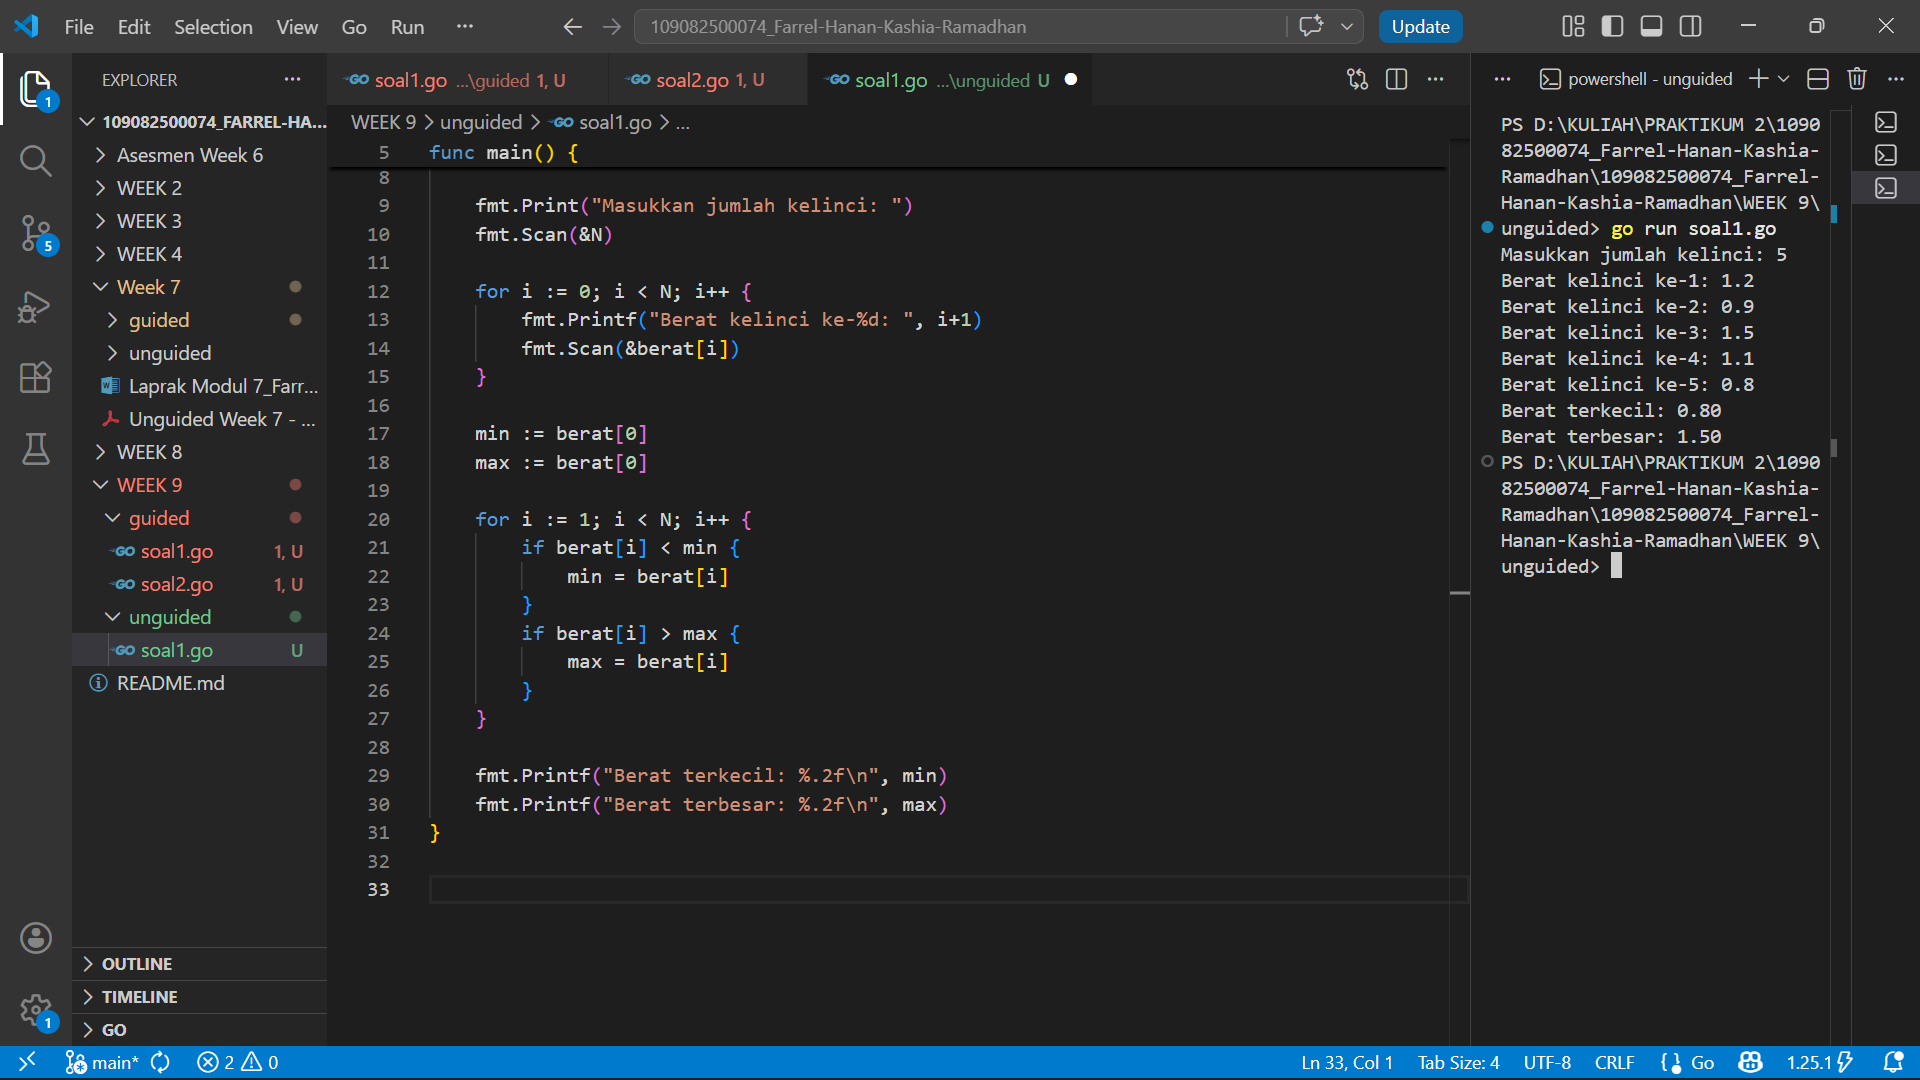 File Edit Selection View Go Run ···
109082500074_Farrel-Hanan-Kashia-Ramadhan
Update
EXPLORER
109082500074_FARREL-HA...
Asesmen Week 6
WEEK 2
WEEK 3
WEEK 4
Week 7
guided
unguided
Laprak Modul 7_Farr...
Unguided Week 7 - ...
WEEK 8
WEEK 9
guided
soal1.go 1, U
soal2.go 1, U
unguided
soal1.go U
README.md
OUTLINE
TIMELINE
GO
1
5
1
soal1.go ...\guided 1, U
soal2.go 1, U
soal1.go ...\unguided U
WEEK 9 > unguided > soal1.go > ...
5 func main() {
8
9 fmt.Print("Masukkan jumlah kelinci: ")
10 fmt.Scan(&N)
11
12 for i := 0; i < N; i++ {
13 fmt.Printf("Berat kelinci ke-%d: ", i+1)
14 fmt.Scan(&berat[i])
15 }
16
17 min := berat[0]
18 max := berat[0]
19
20 for i := 1; i < N; i++ {
21 if berat[i] < min {
22 min = berat[i]
23 }
24 if berat[i] > max {
25 max = berat[i]
26 }
27 }
28
29 fmt.Printf("Berat terkecil: %.2f\n", min)
30 fmt.Printf("Berat terbesar: %.2f\n", max)
31 }
32
33
powershell - unguided
PS D:\KULIAH\PRAKTIKUM 2\1090
82500074_Farrel-Hanan-Kashia-
Ramadhan\109082500074_Farrel-
Hanan-Kashia-Ramadhan\WEEK 9\
unguided> go run soal1.go
Masukkan jumlah kelinci: 5
Berat kelinci ke-1: 1.2
Berat kelinci ke-2: 0.9
Berat kelinci ke-3: 1.5
Berat kelinci ke-4: 1.1
Berat kelinci ke-5: 0.8
Berat terkecil: 0.80
Berat terbesar: 1.50
PS D:\KULIAH\PRAKTIKUM 2\1090
82500074_Farrel-Hanan-Kashia-
Ramadhan\109082500074_Farrel-
Hanan-Kashia-Ramadhan\WEEK 9\
unguided>
main* 2 0
Ln 33, Col 1 Tab Size: 4 UTF-8 CRLF {} Go 1.25.1